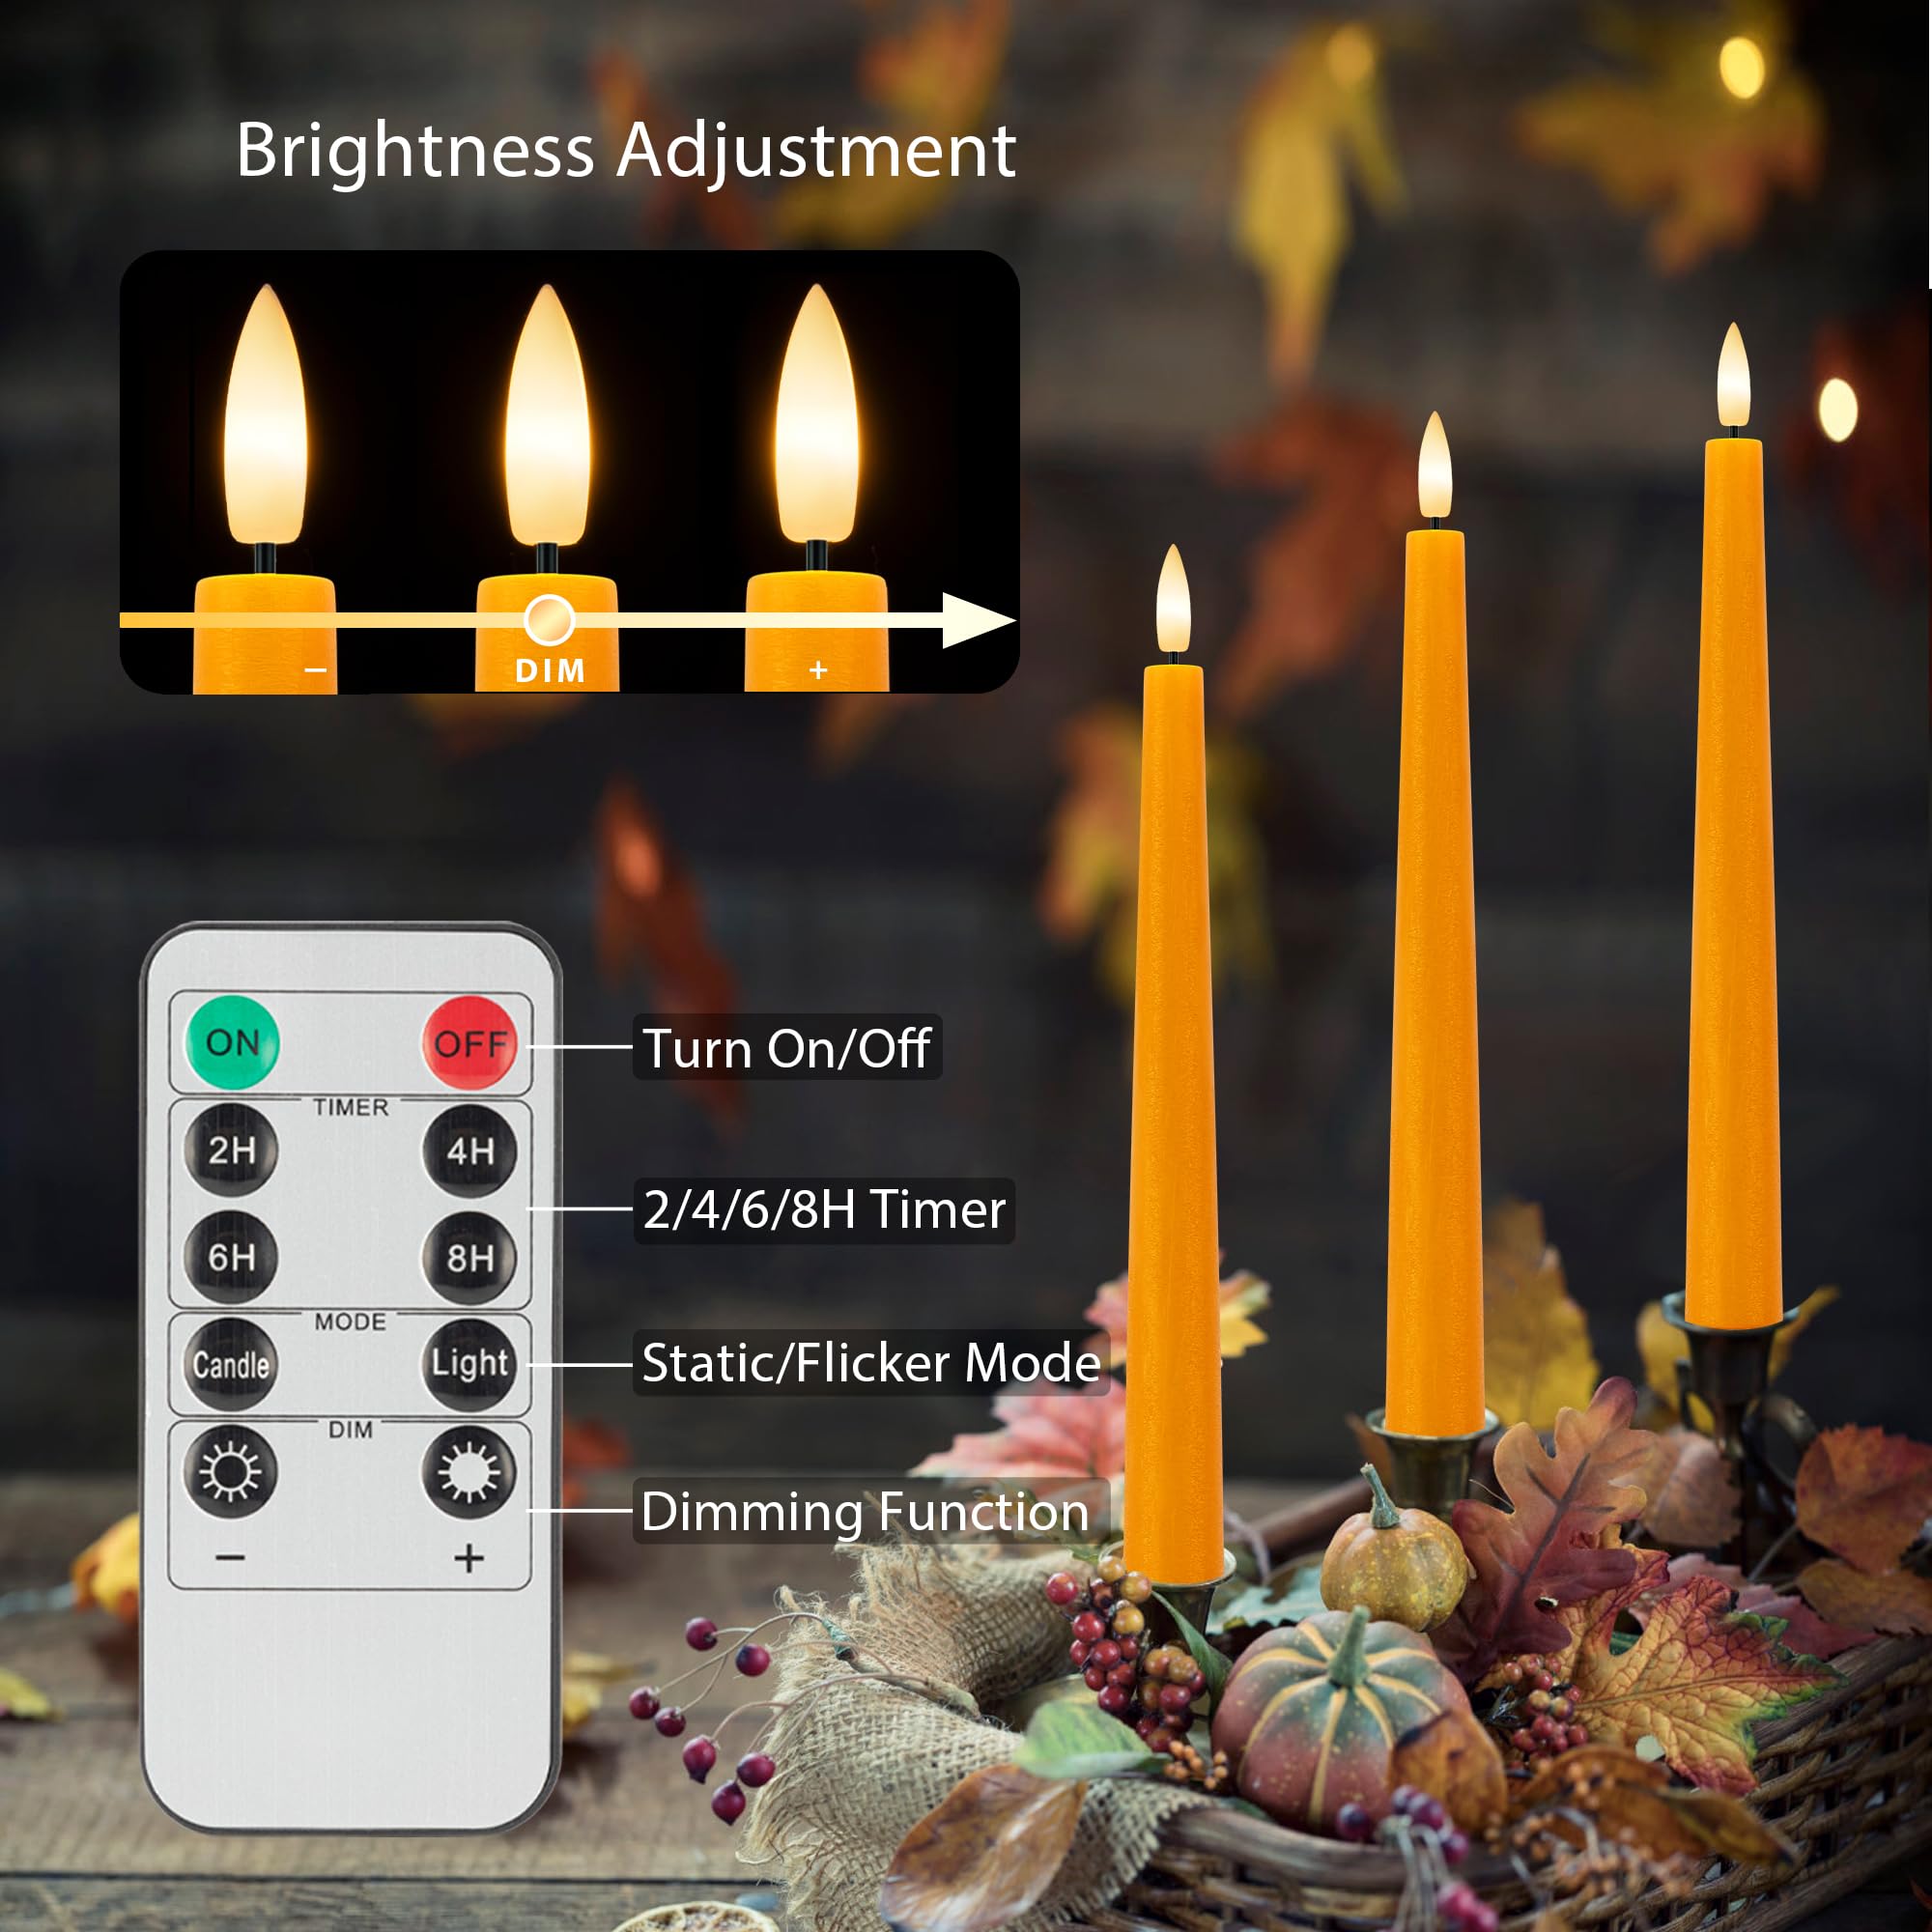 Brightness Adjustment
− DIM +
ON OFF
Turn On/Off
TIMER
2H 4H
2/4/6/8H Timer
6H 8H
MODE
Candle Light
Static/Flicker Mode
DIM
Dimming Function
− +